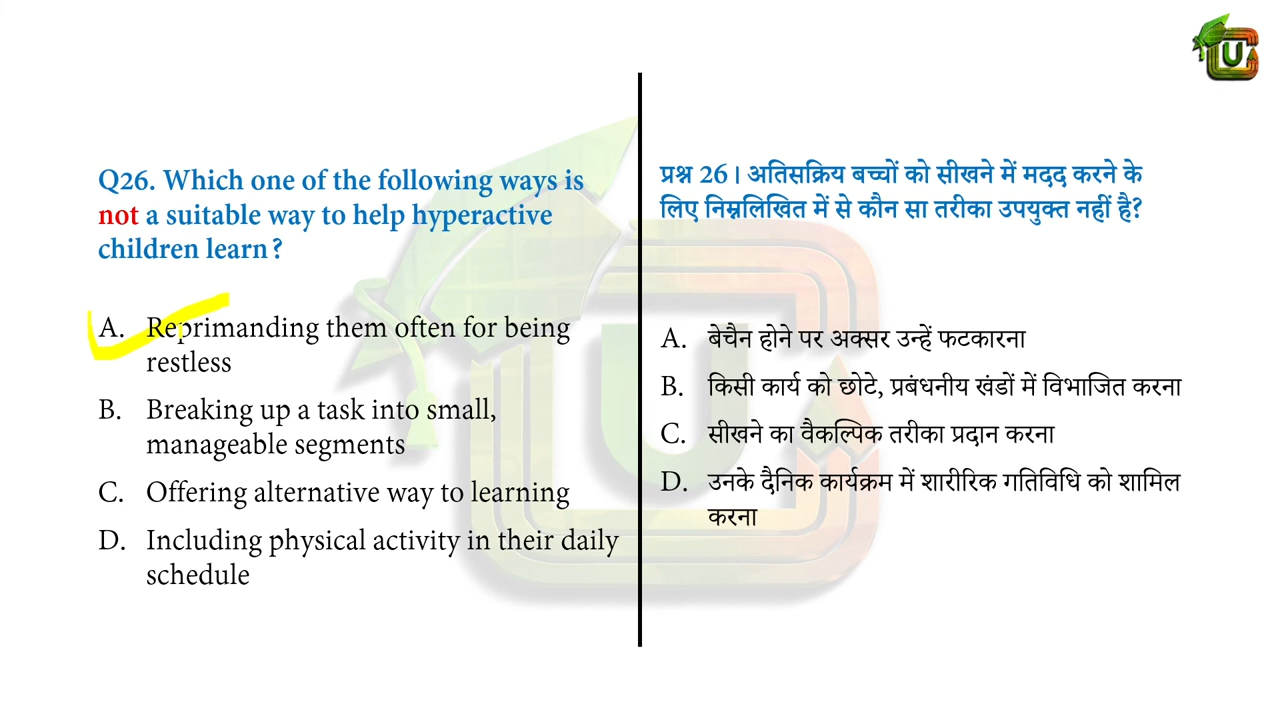 Q26. Which one of the following ways is
not a suitable way to help hyperactive
children learn?
A. Reprimanding them often for being
restless
B. Breaking up a task into small,
manageable segments
C. Offering alternative way to learning
D. Including physical activity in their daily
schedule
प्रश्न 26। अतिसक्रिय बच्चों को सीखने में मदद करने के
लिए निम्नलिखित में से कौन सा तरीका उपयुक्त नहीं है?
A. बेचैन होने पर अक्सर उन्हें फटकारना
B. किसी कार्य को छोटे, प्रबंधनीय खंडों में विभाजित करना
C. सीखने का वैकल्पिक तरीका प्रदान करना
D. उनके दैनिक कार्यक्रम में शारीरिक गतिविधि को शामिल
करना
U